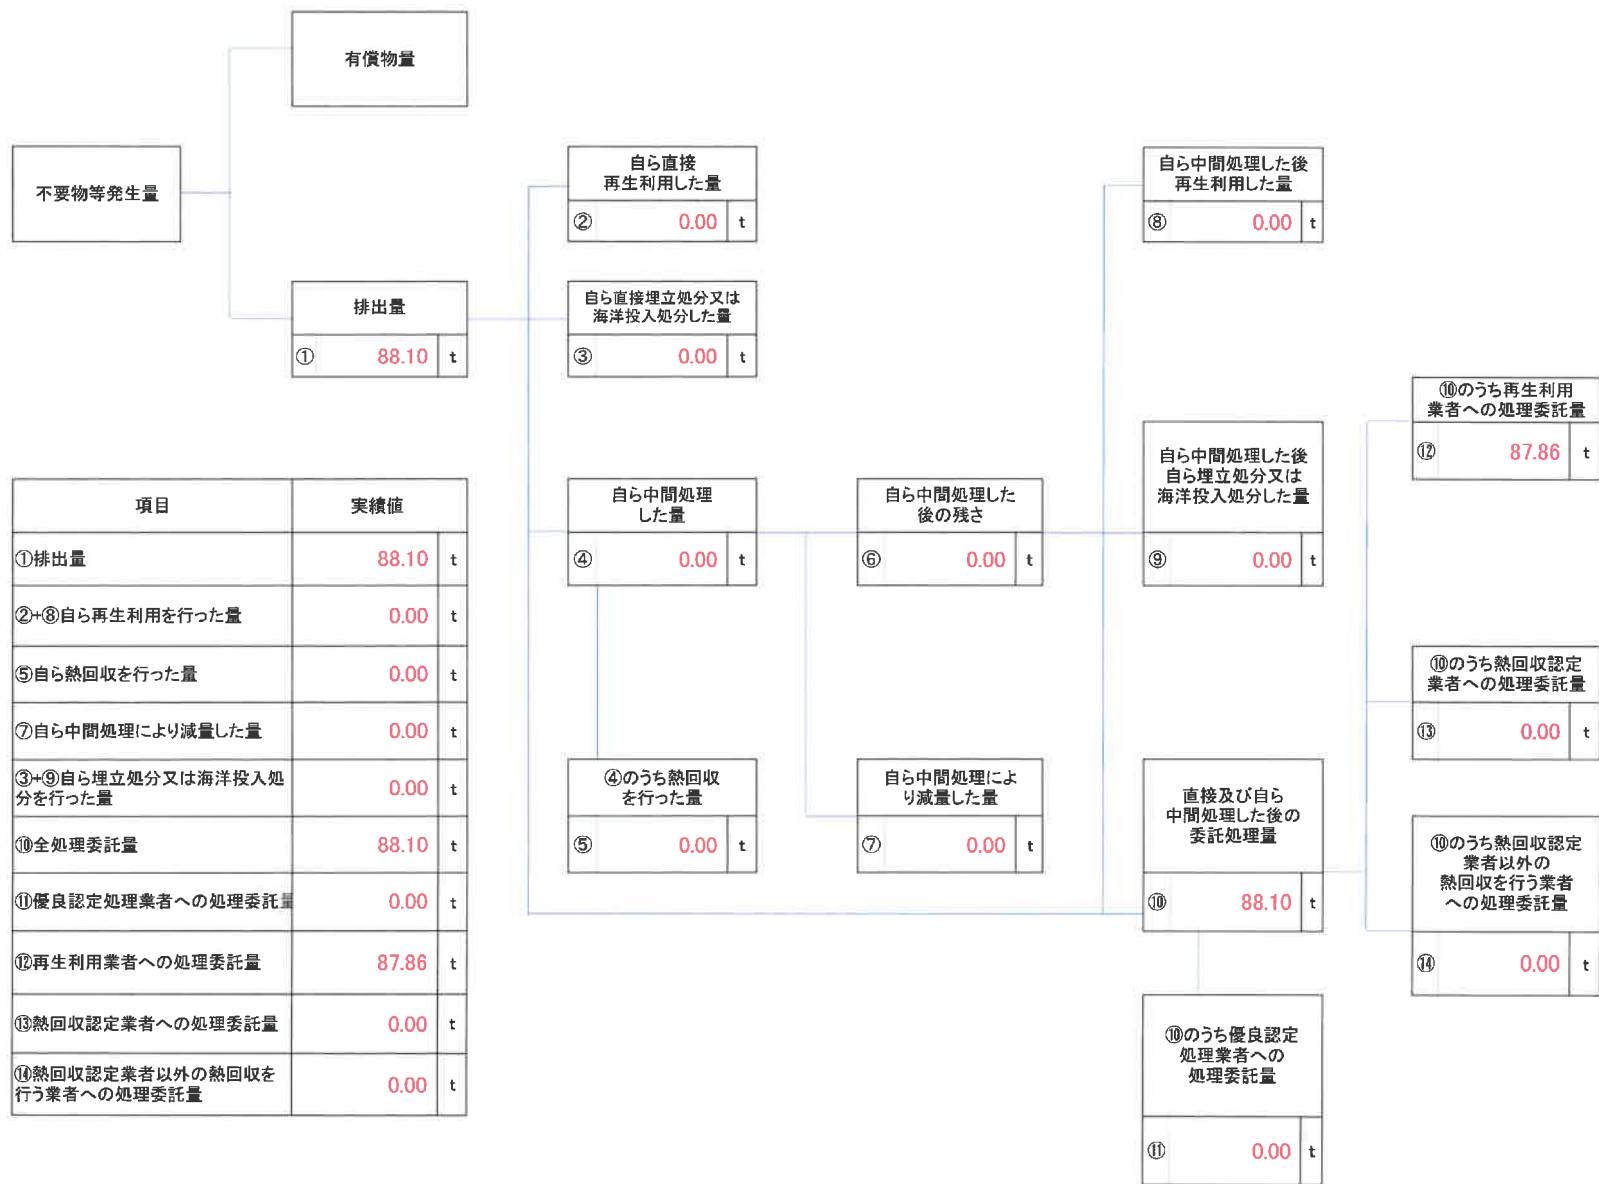 有償物量
不要物等発生量
排出量
① 88.10 t
自ら直接
再生利用した量
② 0.00 t
自ら直接埋立処分又は
海洋投入処分した量
③ 0.00 t
自ら中間処理
した量
④ 0.00 t
④のうち熱回収
を行った量
⑤ 0.00 t
自ら中間処理した
後の残さ
⑥ 0.00 t
自ら中間処理によ
り減量した量
⑦ 0.00 t
自ら中間処理した後
再生利用した量
⑧ 0.00 t
自ら中間処理した後
自ら埋立処分又は
海洋投入処分した量
⑨ 0.00 t
直接及び自ら
中間処理した後の
委託処理量
⑩ 88.10 t
⑩のうち優良認定
処理業者への
処理委託量
⑪ 0.00 t
⑩のうち再生利用
業者への処理委託量
⑫ 87.86 t
⑩のうち熱回収認定
業者への処理委託量
⑬ 0.00 t
⑩のうち熱回収認定
業者以外の
熱回収を行う業者
への処理委託量
⑭ 0.00 t
項目 実績値
①排出量 88.10 t
②+⑧自ら再生利用を行った量 0.00 t
⑤自ら熱回収を行った量 0.00 t
⑦自ら中間処理により減量した量 0.00 t
③+⑨自ら埋立処分又は海洋投入処
分を行った量 0.00 t
⑩全処理委託量 88.10 t
⑪優良認定処理業者への処理委託量 0.00 t
⑫再生利用業者への処理委託量 87.86 t
⑬熱回収認定業者への処理委託量 0.00 t
⑭熱回収認定業者以外の熱回収を
行う業者への処理委託量 0.00 t